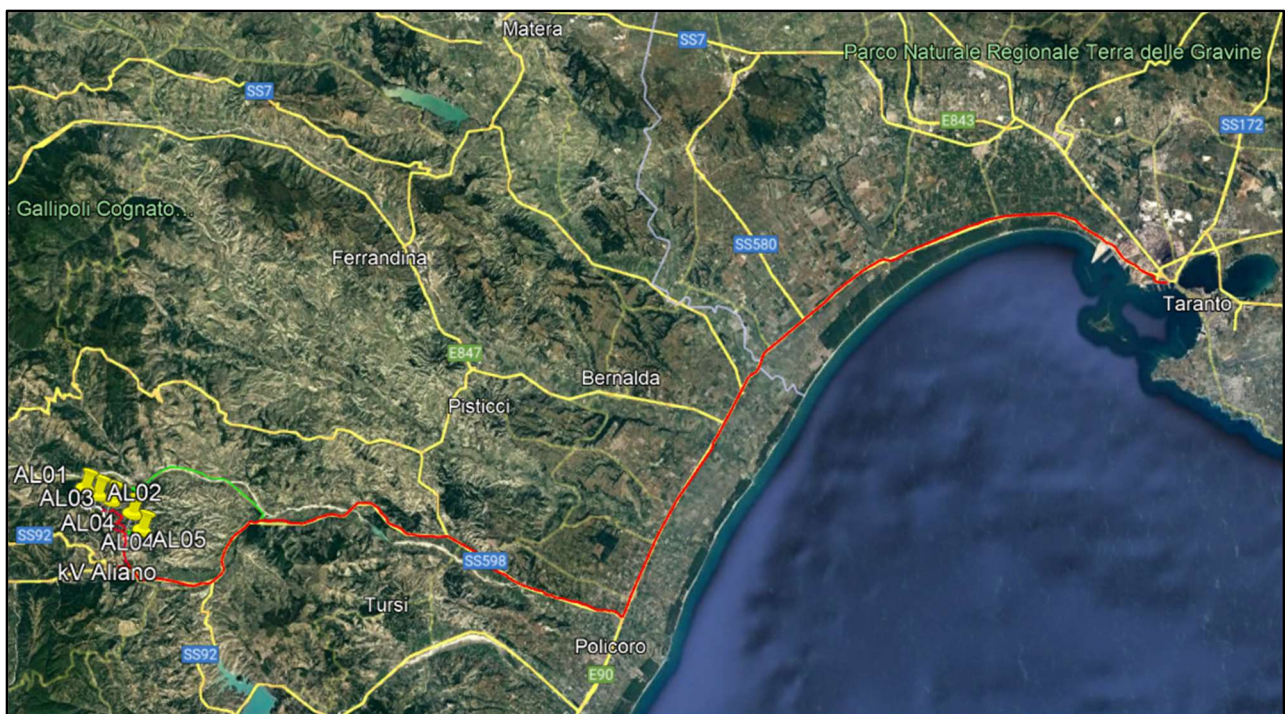 Matera
SS7
Parco Naturale Regionale Terra delle Gravine
SS7
E843
SS172
e Gallipoli Cognato...
SS580
Ferrandina
Taranto
E847
Bernalda
Pisticci
AL01
AL03
AL02
AL04
SS92
AL04
AL05
SS598
kV Aliano
Tursi
Policoro
SS92
E90